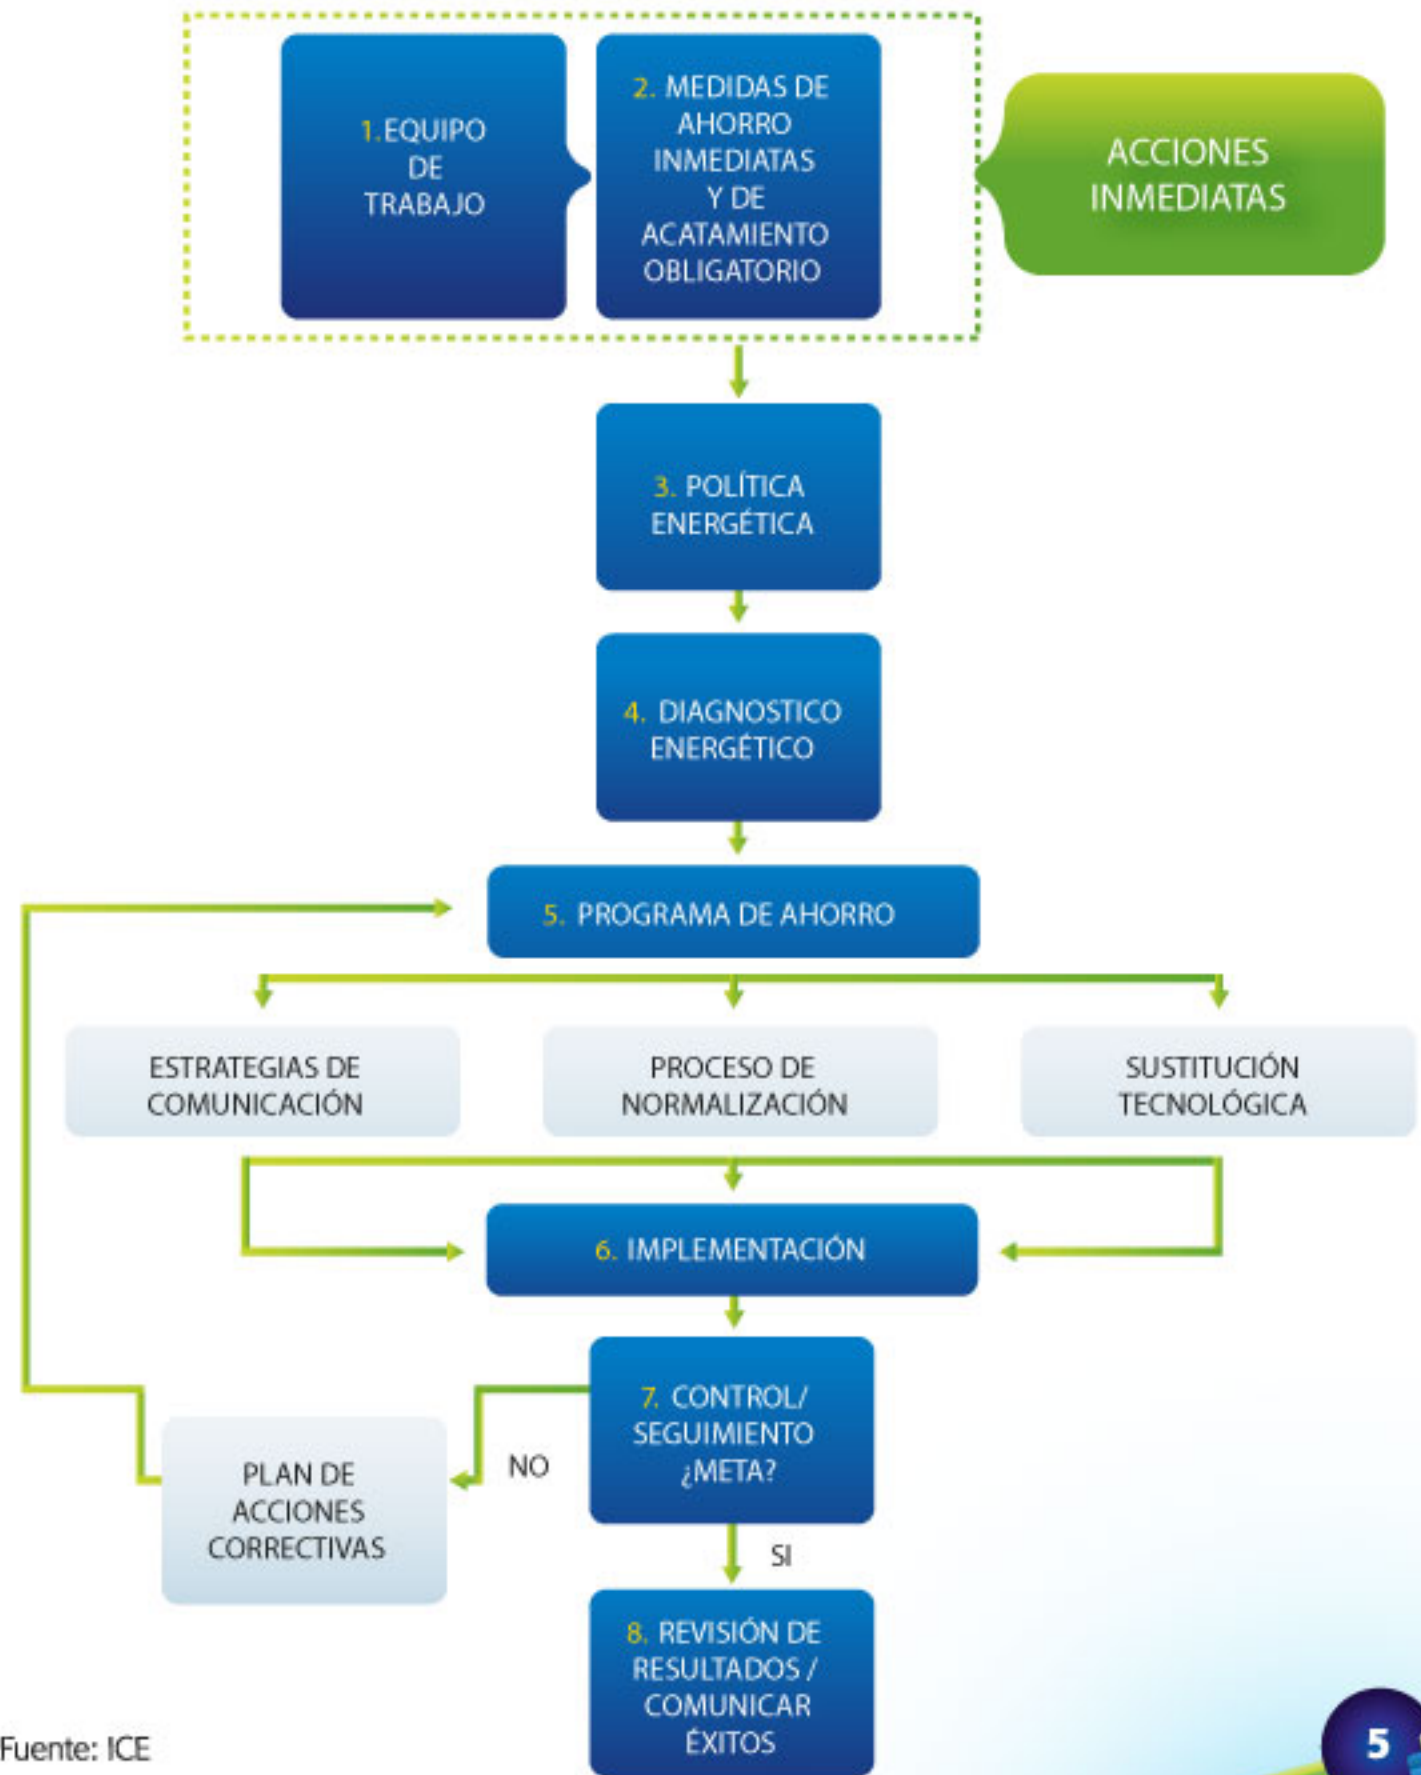 1.EQUIPO
DE
TRABAJO
2. MEDIDAS DE
AHORRO
INMEDIATAS
Y DE
ACATAMIENTO
OBLIGATORIO
ACCIONES
INMEDIATAS
3. POLÍTICA
ENERGÉTICA
4. DIAGNOSTICO
ENERGÉTICO
5. PROGRAMA DE AHORRO
ESTRATEGIAS DE
COMUNICACIÓN
PROCESO DE
NORMALIZACIÓN
SUSTITUCIÓN
TECNOLÓGICA
6. IMPLEMENTACIÓN
7. CONTROL/
SEGUIMIENTO
¿META?
NO
PLAN DE
ACCIONES
CORRECTIVAS
SI
8. REVISIÓN DE
RESULTADOS /
COMUNICAR
ÉXITOS
Fuente: ICE
5